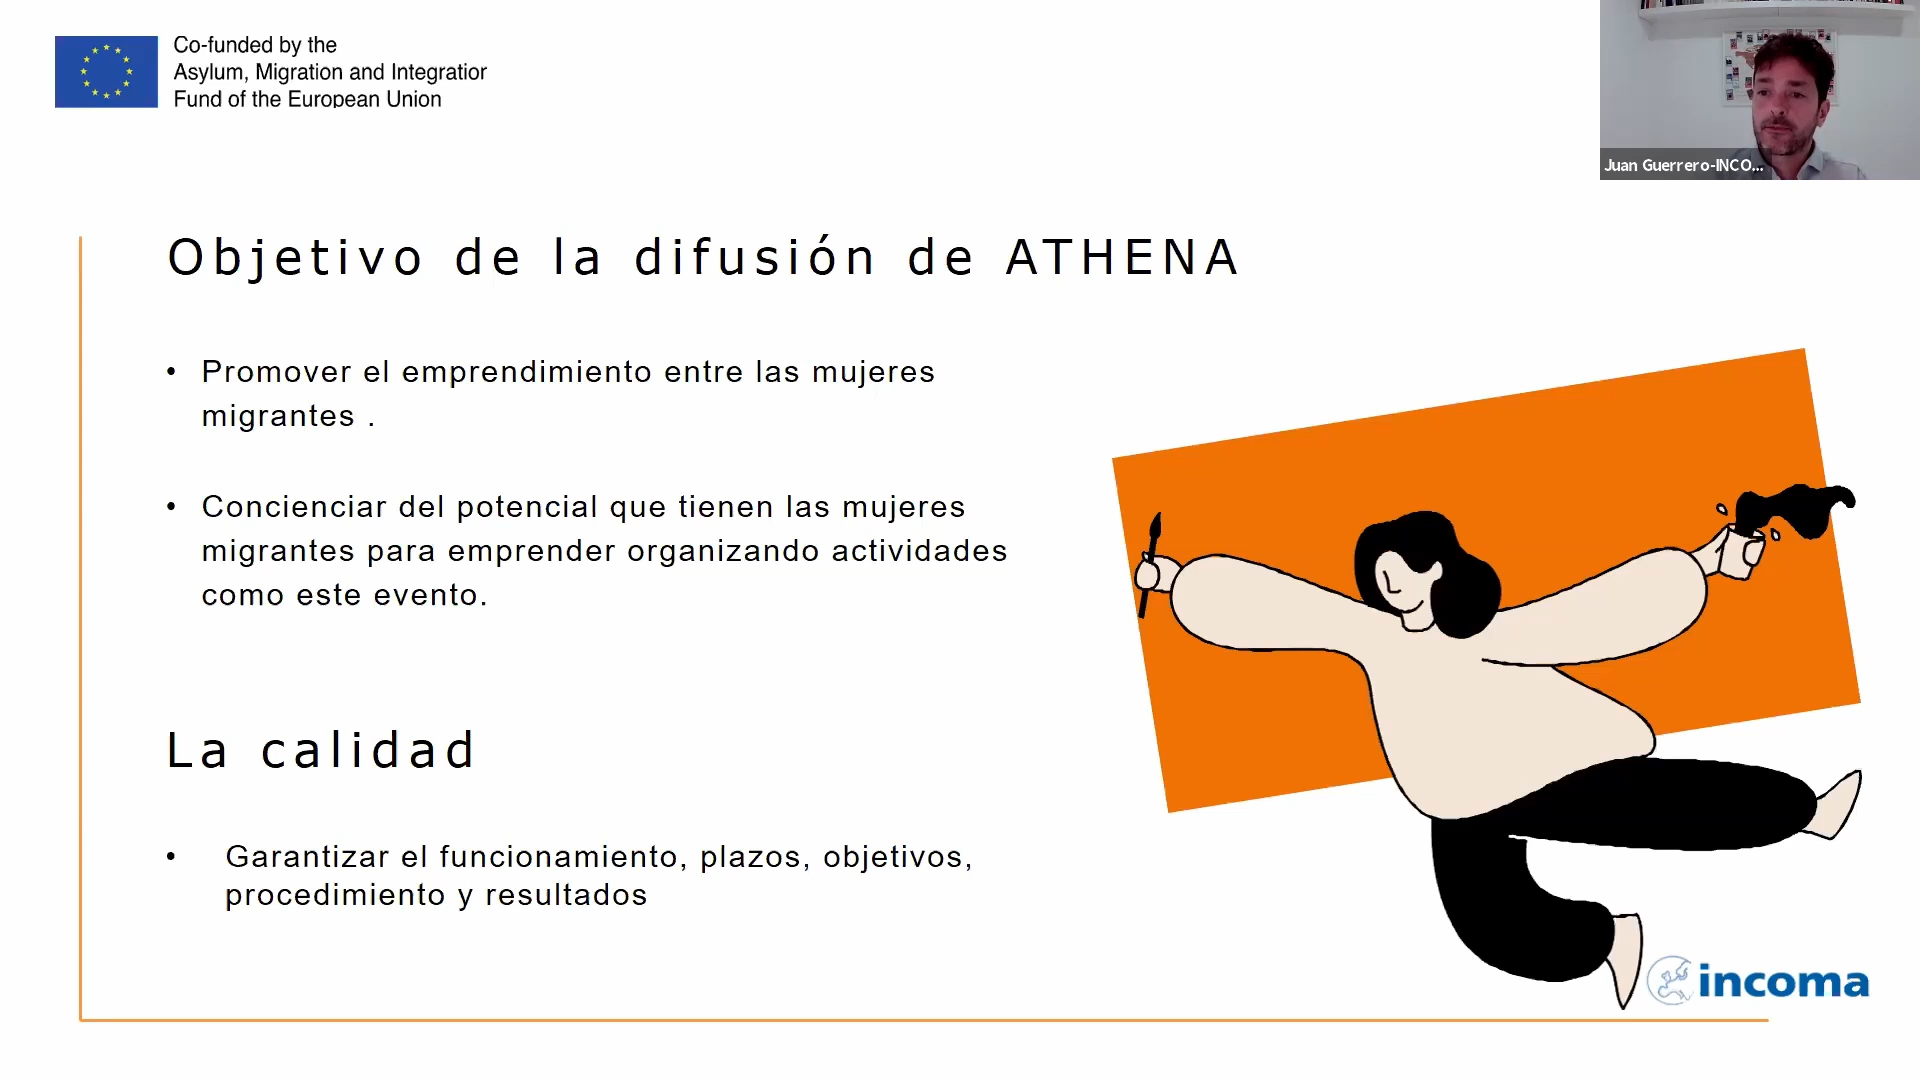 Co-funded by the
Asylum, Migration and Integratior
Fund of the European Union
Juan Guerrero-INCO...
Objetivo de la difusión de ATHENA
• Promover el emprendimiento entre las mujeres
migrantes .
• Concienciar del potencial que tienen las mujeres
migrantes para emprender organizando actividades
como este evento.
La calidad
• Garantizar el funcionamiento, plazos, objetivos,
procedimiento y resultados
incoma